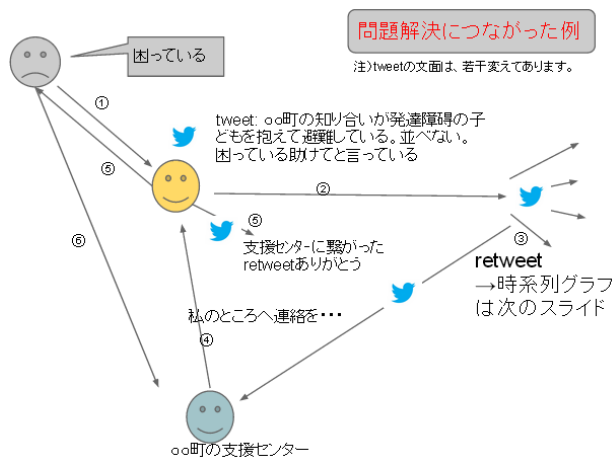 問題解決につながった例
困っている
注)tweetの文面は、若干変えてあります。
①
tweet: ○○町の知り合いが発達障碍の子
どもを抱えて避難している。並べない。
困っている助けてと言っている
⑤
②
⑤
⑥
支援センターに繋がった
retweetありがとう
③
retweet
→時系列グラフ
は次のスライド
私のところへ連絡を・・・
④
○○町の支援センター